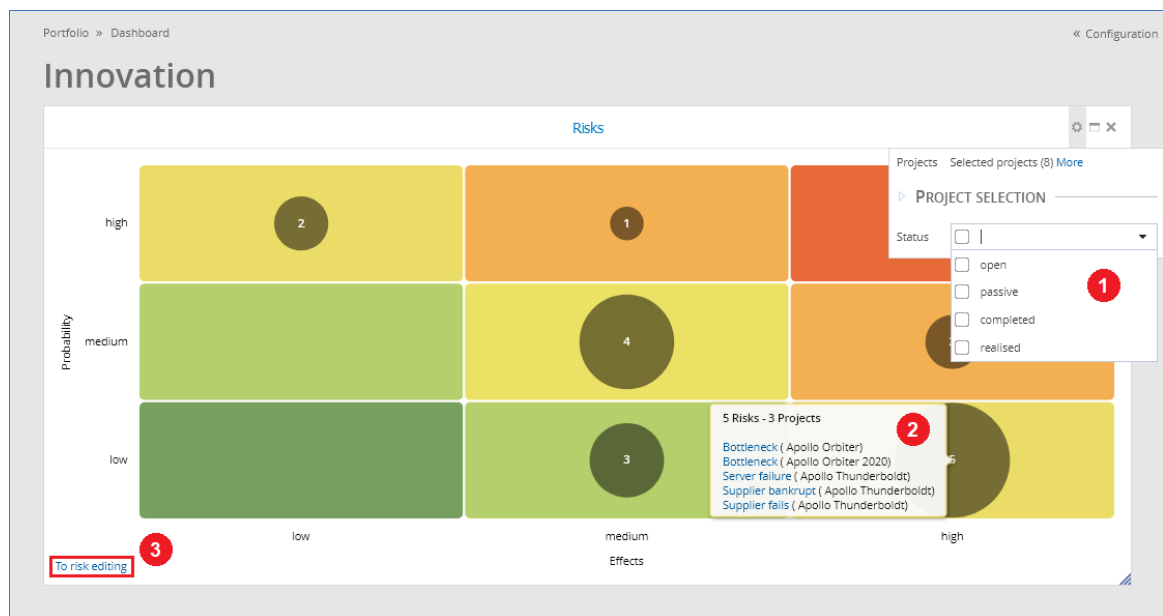 Portfolio » Dashboard
« Configuration
Innovation
Risks
Projects Selected projects (8) More
PROJECT SELECTION
Status
open
passive
completed
realised
1
high
2
1
Probability
medium
4
low
3
5 Risks - 3 Projects
2
Bottleneck ( Apollo Orbiter)
Bottleneck ( Apollo Orbiter 2020)
Server failure ( Apollo Thunderboldt)
Supplier bankrupt ( Apollo Thunderboldt)
Supplier fails ( Apollo Thunderboldt)
low medium high
Effects
3
To risk editing